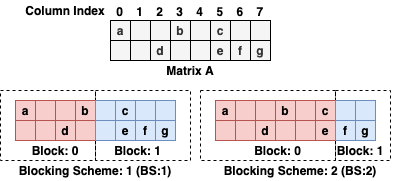 Column Index 0 1 2 3 4 5 6 7
a b c
d e f g
Matrix A
a b c
d e f g
Block: 0 Block: 1
Blocking Scheme: 1 (BS:1)
a b c
d e f g
Block: 0 Block: 1
Blocking Scheme: 2 (BS:2)